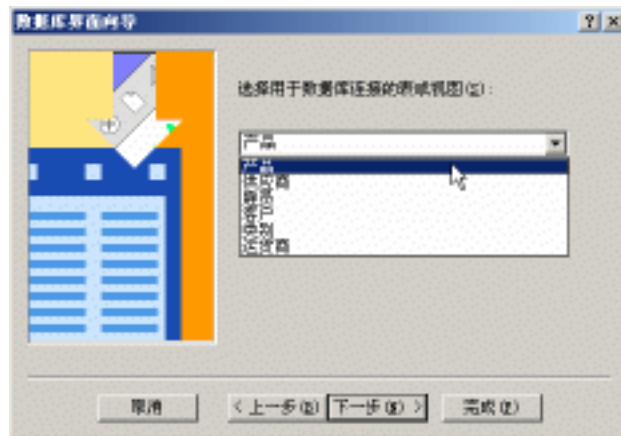 数据库界面向导
选择用于数据库连接的表或视图(S):
产品
产品
供应商
客户
类别
运货商
取消
< 上一步(B)
下一步(N) >
完成(F)